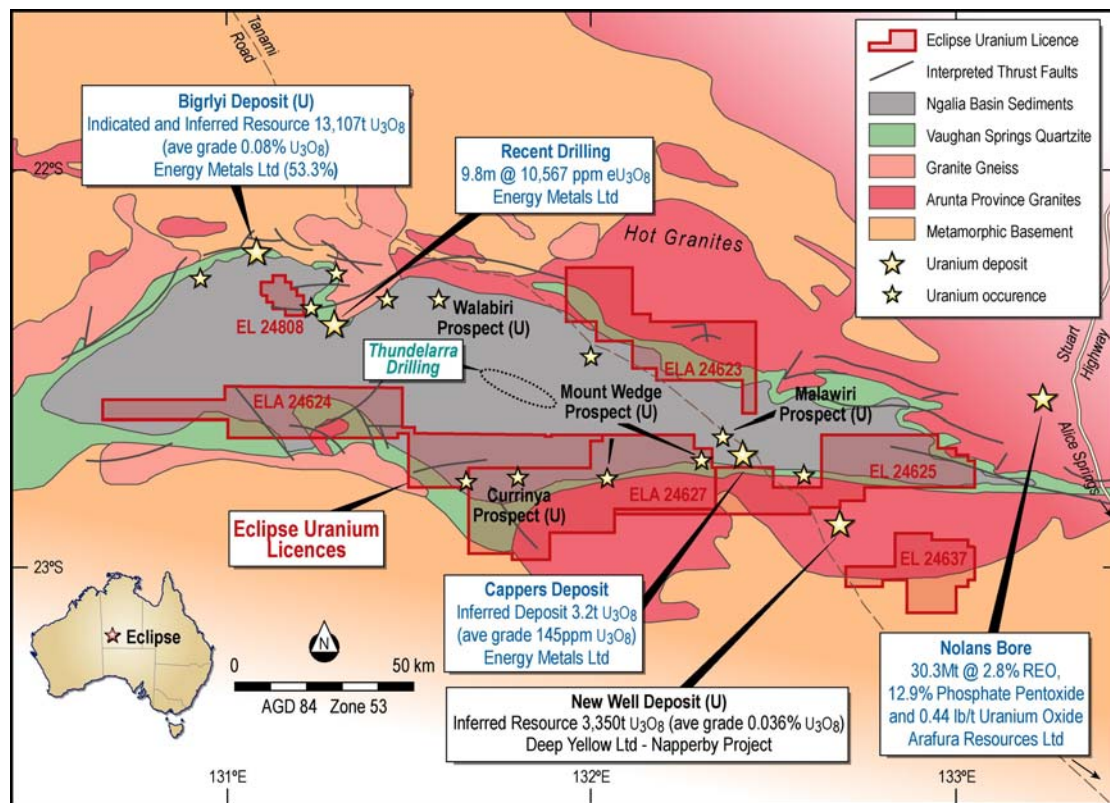 Tanami
Road
Bigrlyi Deposit (U)
Indicated and Inferred Resource 13,107t U₃O₈
(ave grade 0.08% U₃O₈)
Energy Metals Ltd (53.3%)
Recent Drilling
9.8m @ 10,567 ppm eU₃O₈
Energy Metals Ltd
Eclipse Uranium Licence
Interpreted Thrust Faults
Ngalia Basin Sediments
Vaughan Springs Quartzite
Granite Gneiss
Arunta Province Granites
Metamorphic Basement
Uranium deposit
Uranium occurence
22ºS
Hot Granites
EL 24808
Walabiri
Prospect (U)
Thundelarra
Drilling
ELA 24623
Stuart
Highway
ELA 24624
Mount Wedge
Prospect (U)
Malawiri
Prospect (U)
Alice Springs
EL 24625
Currinya
Prospect (U)
ELA 24627
Eclipse Uranium
Licences
EL 24637
23ºS
Eclipse
N
0 50 km
AGD 84 Zone 53
Cappers Deposit
Inferred Deposit 3.2t U₃O₈
(ave grade 145ppm U₃O₈)
Energy Metals Ltd
New Well Deposit (U)
Inferred Resource 3,350t U₃O₈ (ave grade 0.036% U₃O₈)
Deep Yellow Ltd - Napperby Project
Nolans Bore
30.3Mt @ 2.8% REO,
12.9% Phosphate Pentoxide
and 0.44 lb/t Uranium Oxide
Arafura Resources Ltd
131ºE
132ºE
133ºE